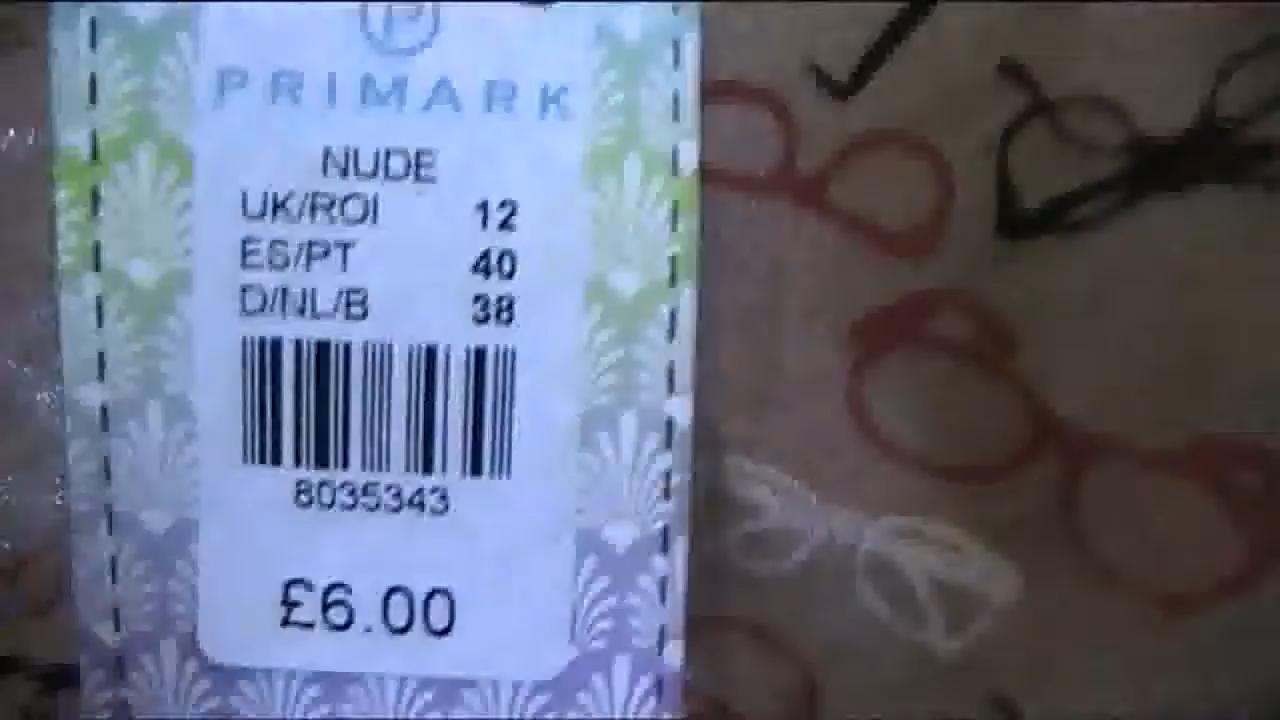 P
PRIMARK
NUDE
UK/ROI 12
ES/PT 40
D/NL/B 38
8035343
£6.00